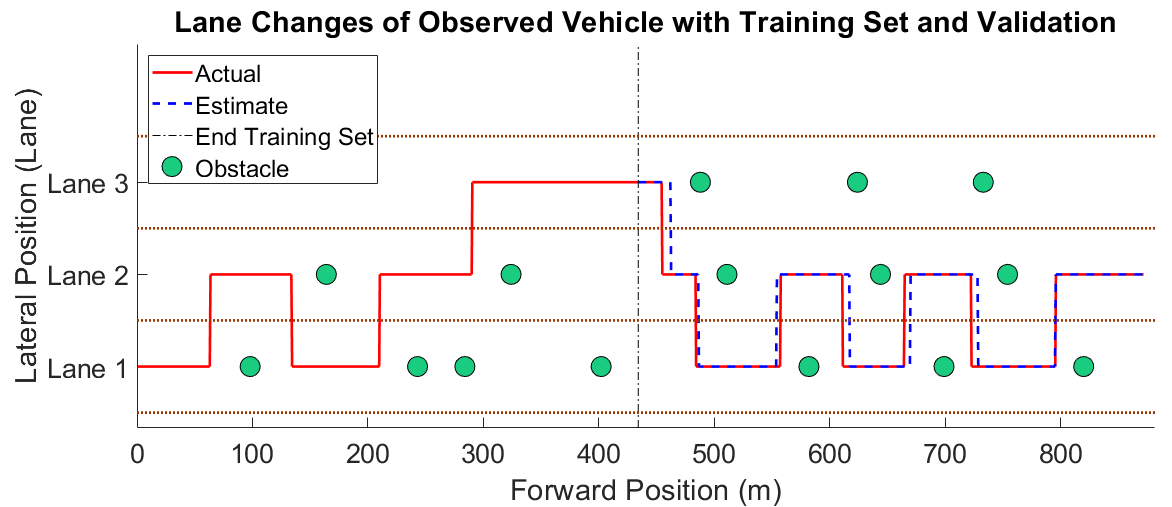 Lane Changes of Observed Vehicle with Training Set and Validation
Actual
Estimate
End Training Set
Obstacle
Lateral Position (Lane)
Lane 3
Lane 2
Lane 1
0 100 200 300 400 500 600 700 800
Forward Position (m)